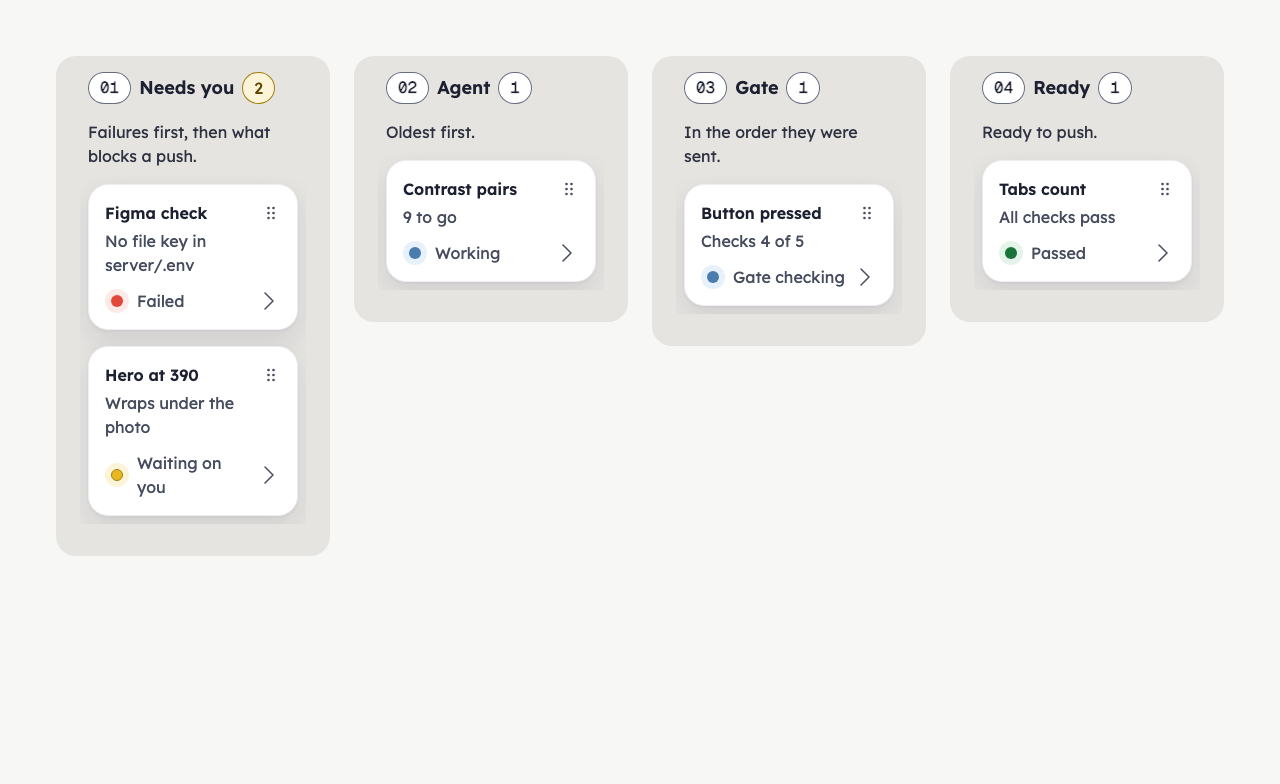 01 Needs you 2
Failures first, then what
blocks a push.
Figma check
No file key in
server/.env
Failed
Hero at 390
Wraps under the
photo
Waiting on
you
02 Agent 1
Oldest first.
Contrast pairs
9 to go
Working
03 Gate 1
In the order they were
sent.
Button pressed
Checks 4 of 5
Gate checking
04 Ready 1
Ready to push.
Tabs count
All checks pass
Passed